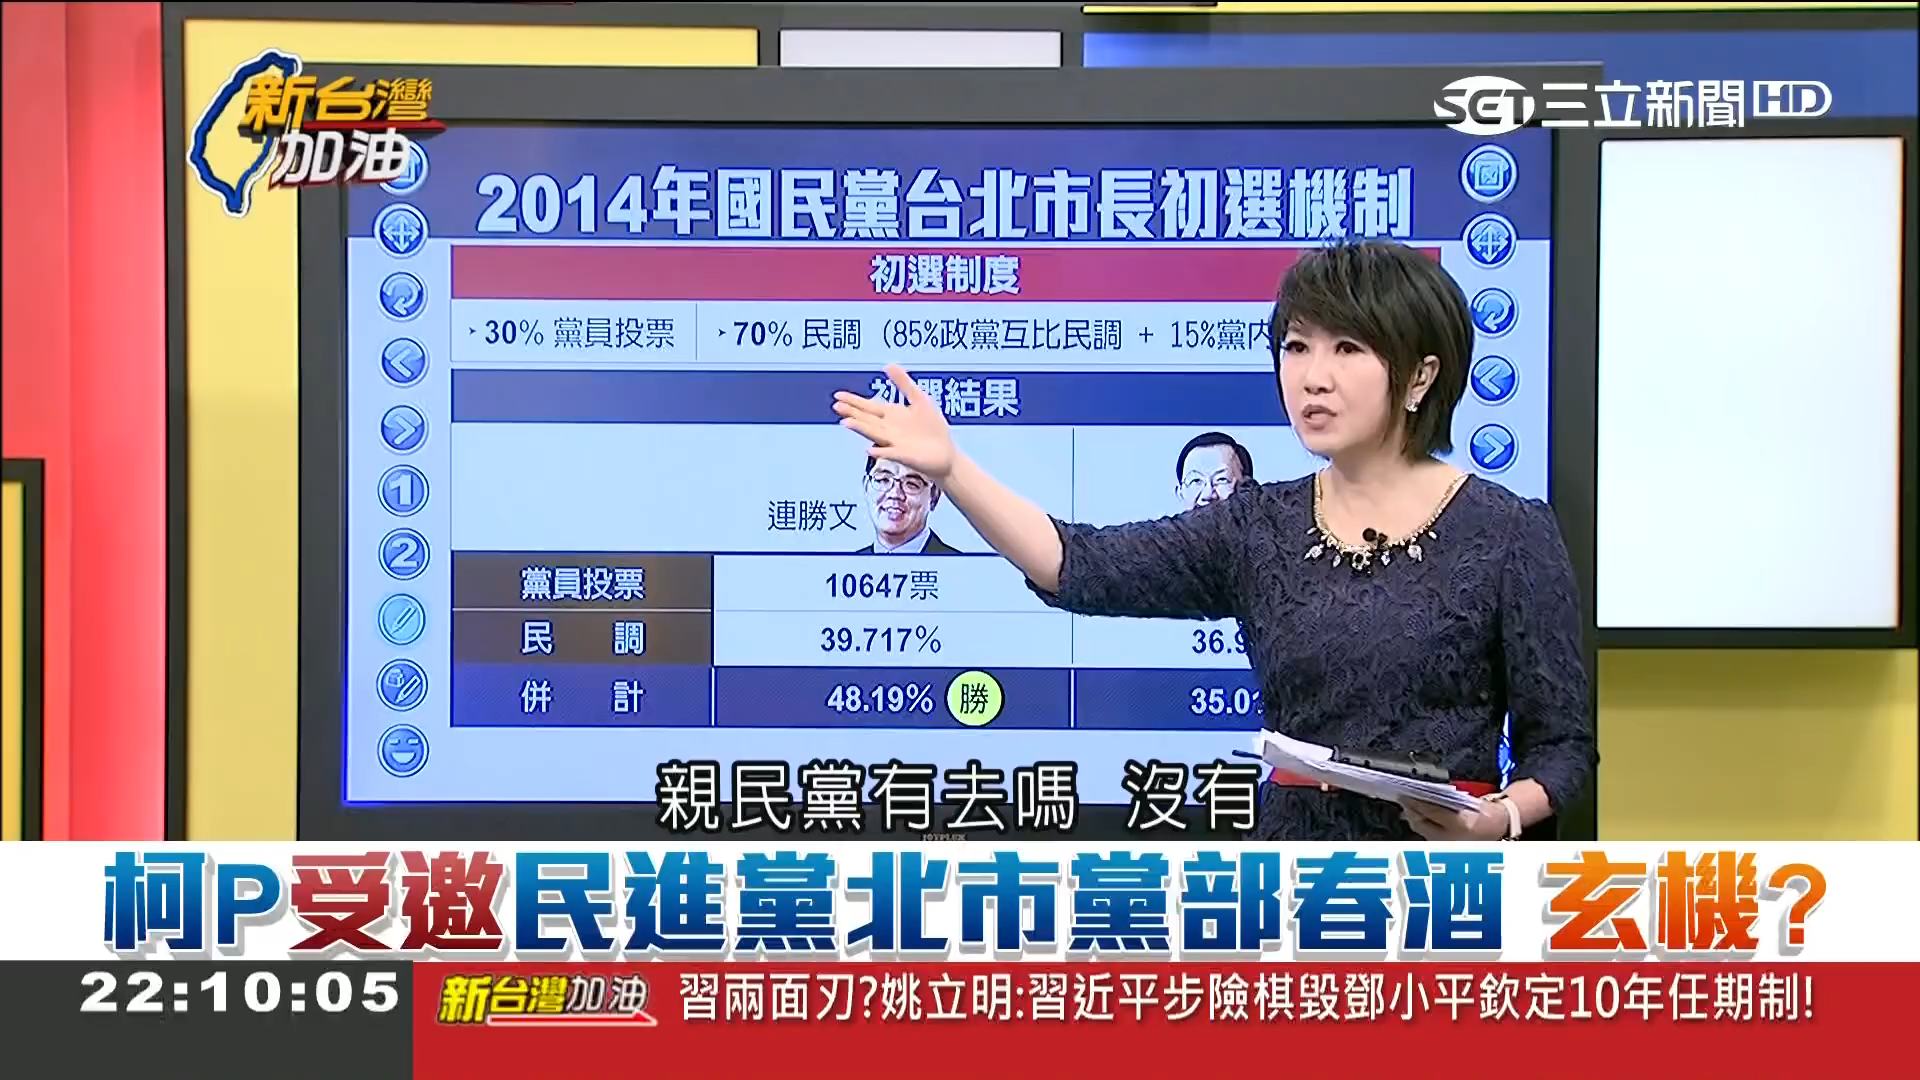 新台灣
加油
SET三立新聞HD
2014年國民黨台北市長初選機制
初選制度
30% 黨員投票
70% 民調 (85%政黨互比民調 + 15%黨內
初選結果
連勝文
黨員投票 10647票
民調 39.717%
併計 48.19% 勝
1
2
親民黨有去嗎 沒有
柯P受邀民進黨北市黨部春酒 玄機?
22:10:05
新台灣加油
習兩面刃?姚立明:習近平步險棋毀鄧小平欽定10年任期制!